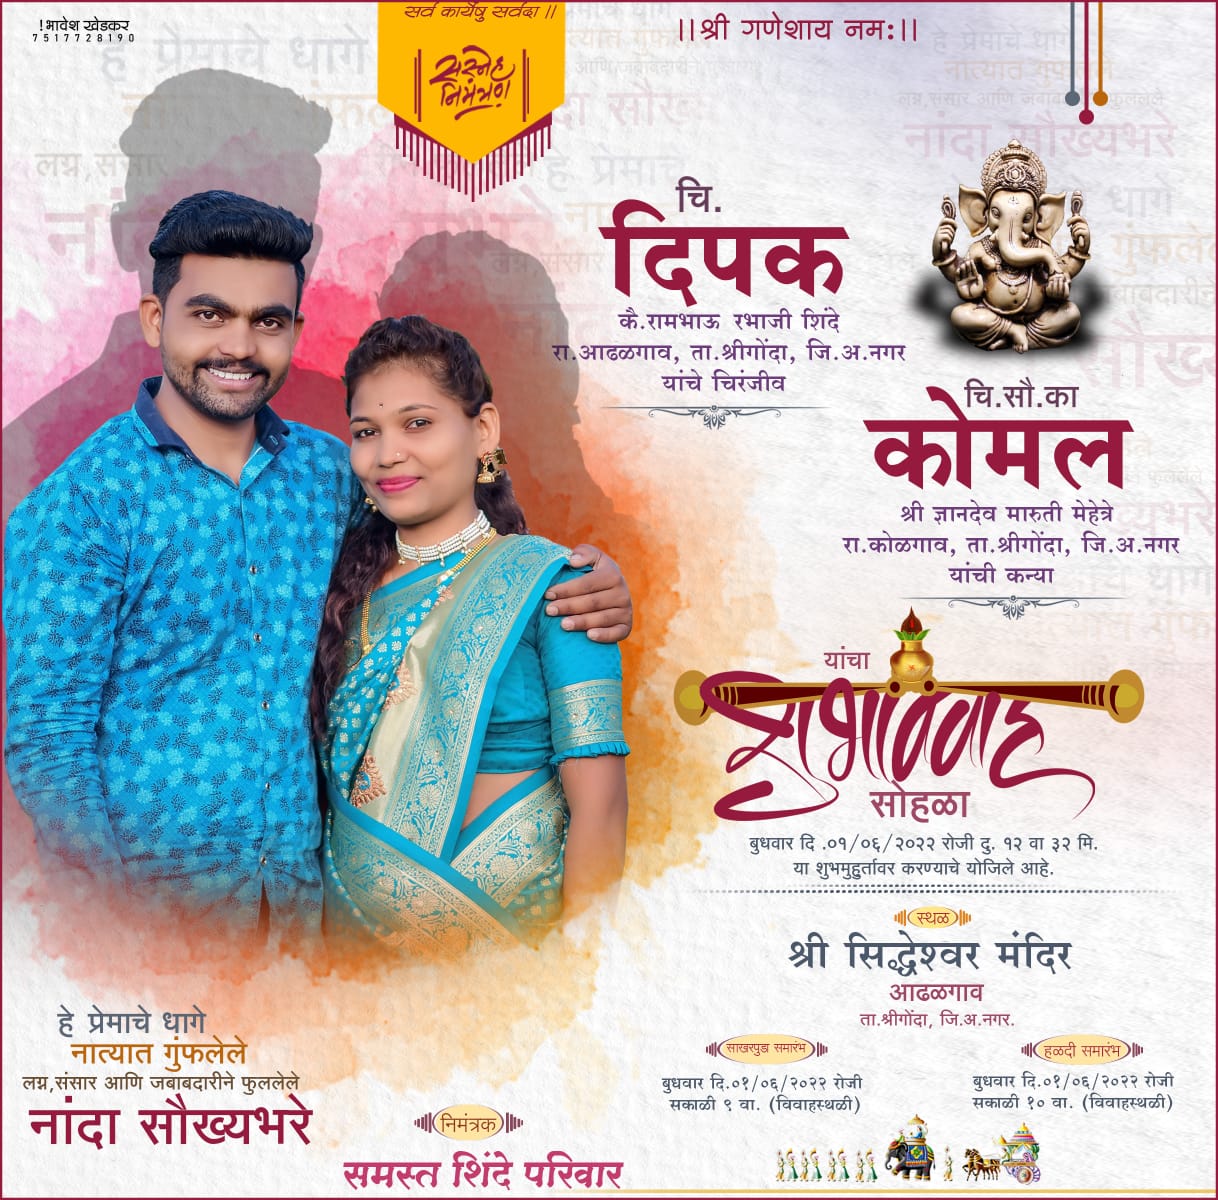 !भावेश खेडकर
7517728190
सर्व कार्येषु सर्वदा ||
सस्नेह
निमंत्रण
||श्री गणेशाय नमः||
चि.
दिपक
कै.रामभाऊ रभाजी शिंदे
रा.आढळगाव, ता.श्रीगोंदा, जि.अ.नगर
यांचे चिरंजीव
चि.सौ.का
कोमल
श्री ज्ञानदेव मारुती मेहेत्रे
रा.कोळगाव, ता.श्रीगोंदा, जि.अ.नगर
यांची कन्या
यांचा
शुभविवाह
सोहळा
बुधवार दि .०१/०६/२०२२ रोजी दु. १२ वा ३२ मि.
या शुभमुहुर्तावर करण्याचे योजिले आहे.
स्थळ
श्री सिद्धेश्वर मंदिर
आढळगाव
ता.श्रीगोंदा, जि.अ.नगर.
साखरपुडा समारंभ
बुधवार दि.०१/०६/२०२२ रोजी
सकाळी ९ वा. (विवाहस्थळी)
हळदी समारंभ
बुधवार दि.०१/०६/२०२२ रोजी
सकाळी १० वा. (विवाहस्थळी)
हे प्रेमाचे धागे
नात्यात गुंफलेले
लग्न,संसार आणि जबाबदारीने फुललेले
नांदा सौख्यभरे
निमंत्रक
समस्त शिंदे परिवार